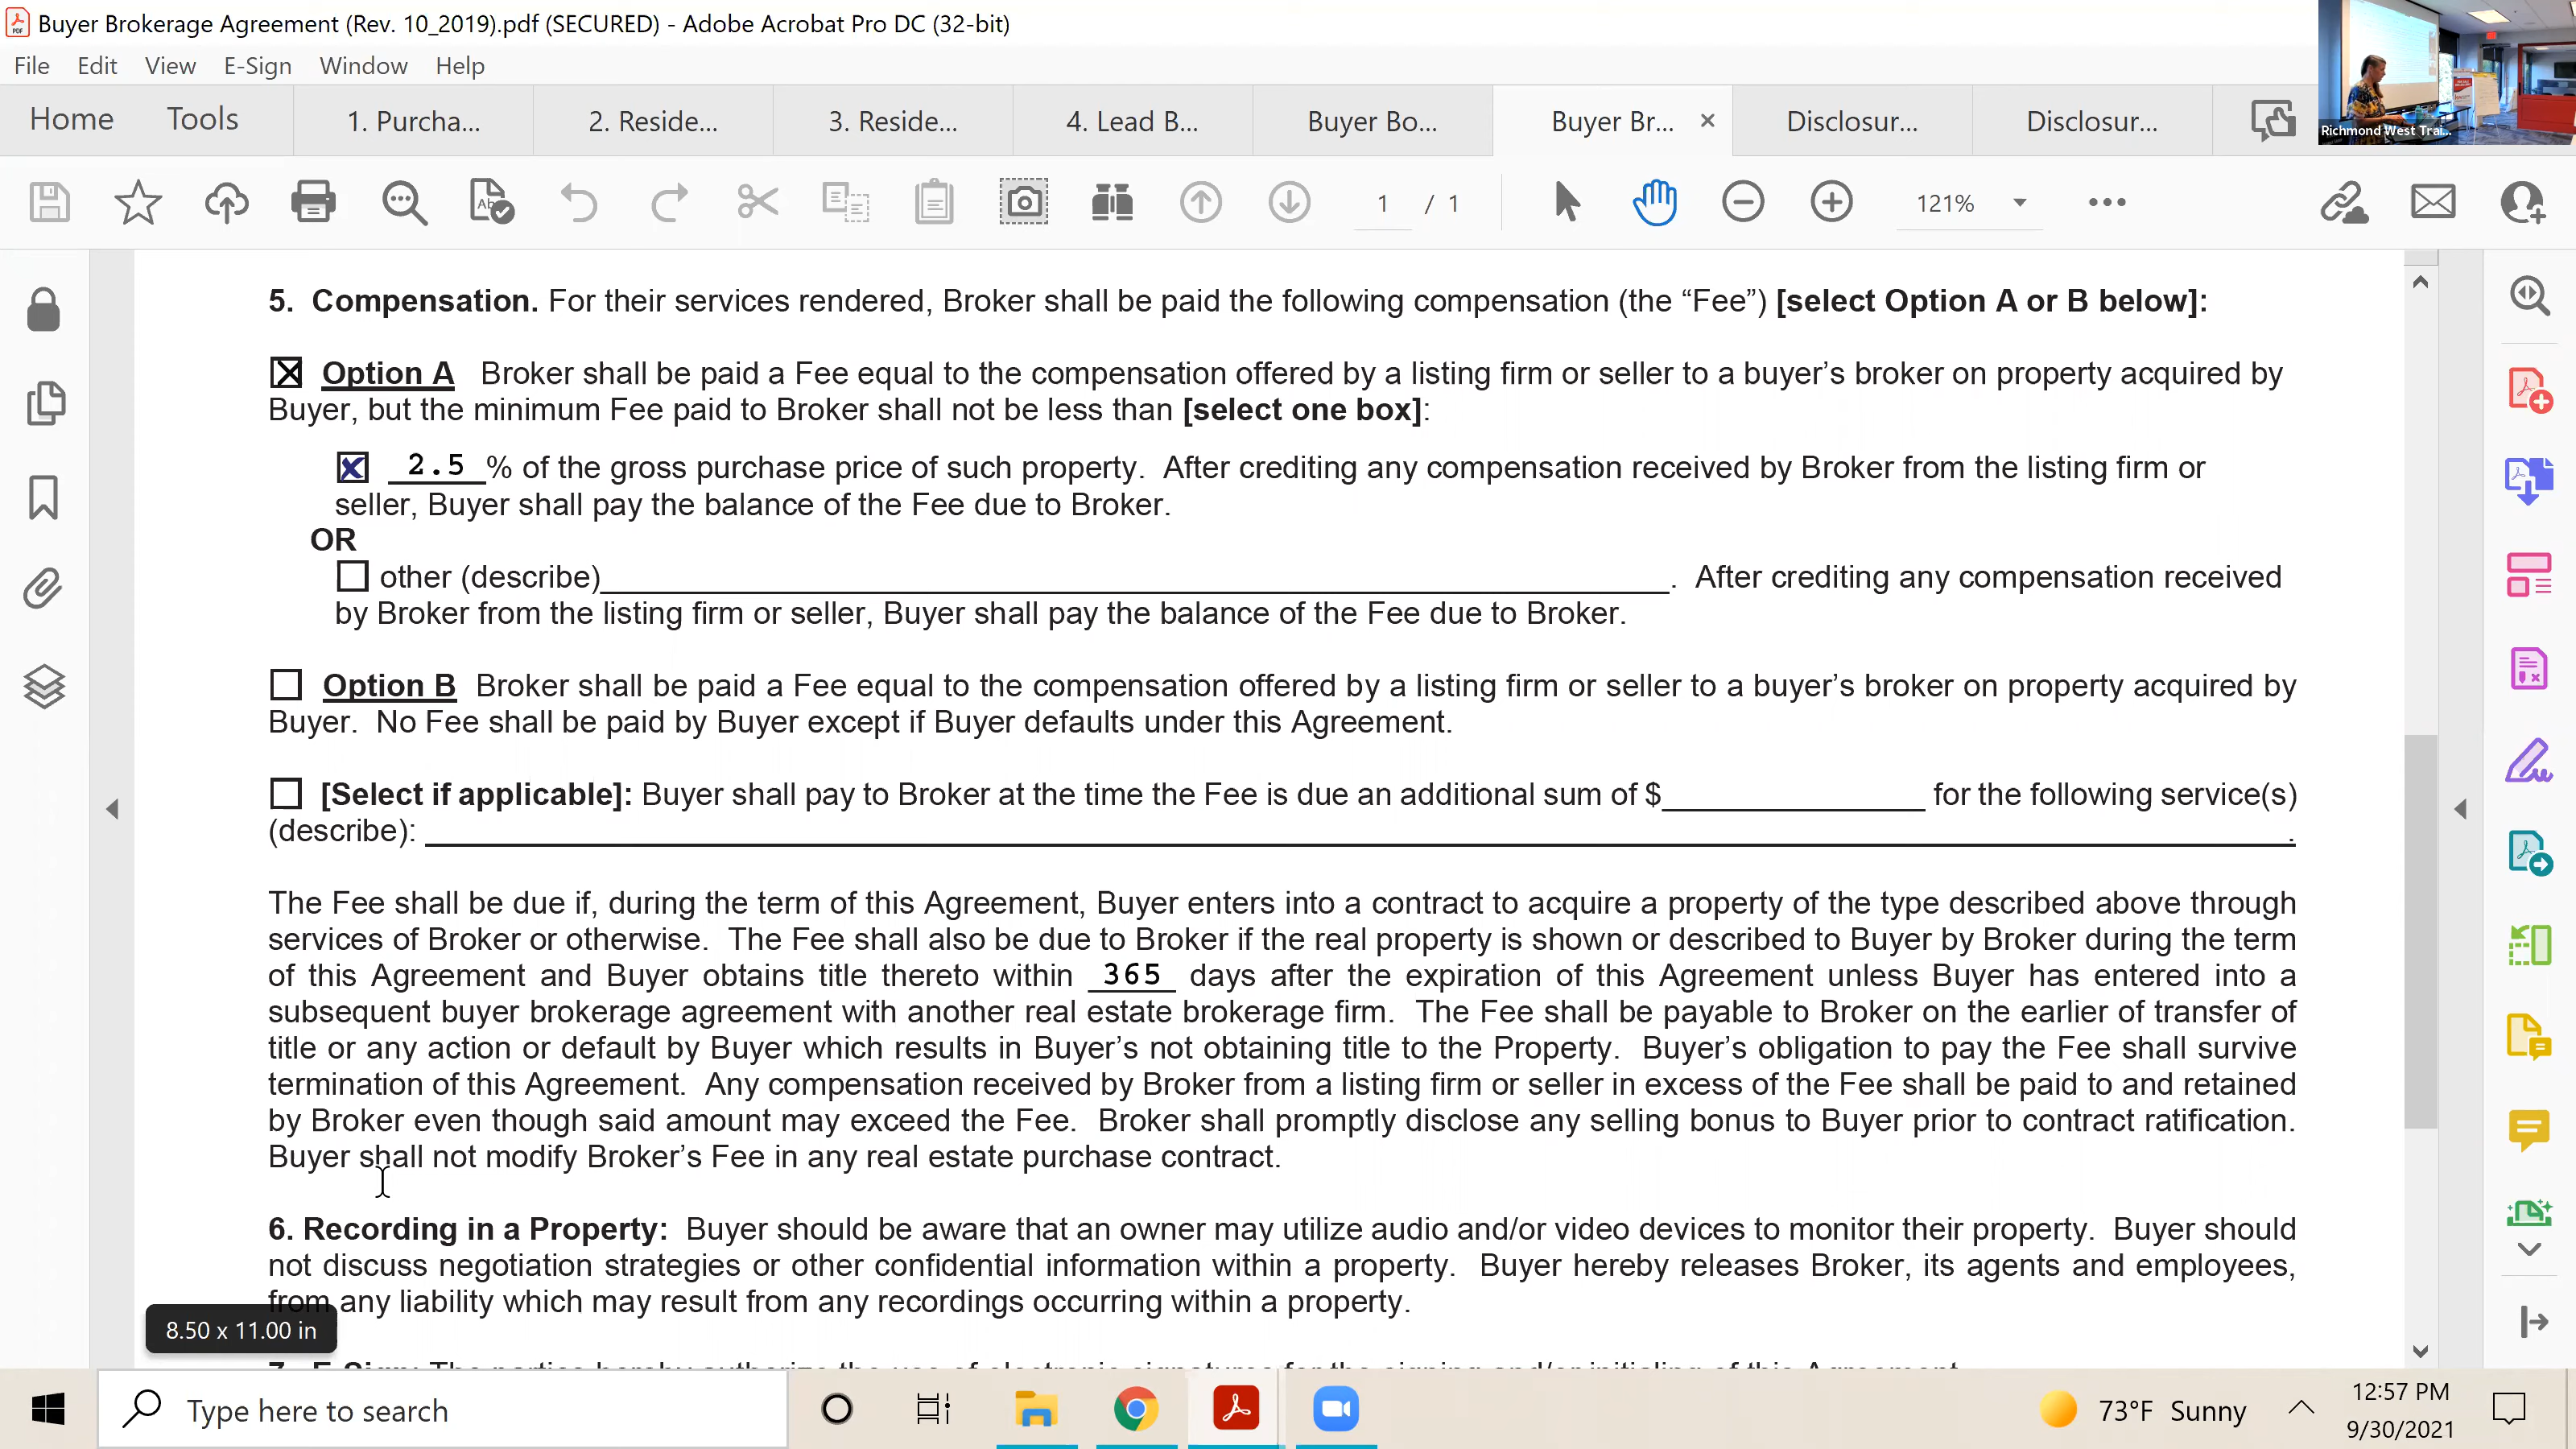 Buyer Brokerage Agreement (Rev. 10_2019).pdf (SECURED) - Adobe Acrobat Pro DC (32-bit)
File Edit View E-Sign Window Help
Home Tools 1. Purcha... 2. Reside... 3. Reside... 4. Lead B... Buyer Bo... Buyer Br... × Disclosur... Disclosur...
Richmond West Trai...
1 / 1 121%
5. Compensation. For their services rendered, Broker shall be paid the following compensation (the “Fee”) [select Option A or B below]:
Option A Broker shall be paid a Fee equal to the compensation offered by a listing firm or seller to a buyer’s broker on property acquired by
Buyer, but the minimum Fee paid to Broker shall not be less than [select one box]:
2.5 % of the gross purchase price of such property. After crediting any compensation received by Broker from the listing firm or
seller, Buyer shall pay the balance of the Fee due to Broker.
OR
other (describe)________. After crediting any compensation received
by Broker from the listing firm or seller, Buyer shall pay the balance of the Fee due to Broker.
Option B Broker shall be paid a Fee equal to the compensation offered by a listing firm or seller to a buyer’s broker on property acquired by
Buyer. No Fee shall be paid by Buyer except if Buyer defaults under this Agreement.
[Select if applicable]: Buyer shall pay to Broker at the time the Fee is due an additional sum of $________ for the following service(s)
(describe): ________.
The Fee shall be due if, during the term of this Agreement, Buyer enters into a contract to acquire a property of the type described above through
services of Broker or otherwise. The Fee shall also be due to Broker if the real property is shown or described to Buyer by Broker during the term
of this Agreement and Buyer obtains title thereto within 365 days after the expiration of this Agreement unless Buyer has entered into a
subsequent buyer brokerage agreement with another real estate brokerage firm. The Fee shall be payable to Broker on the earlier of transfer of
title or any action or default by Buyer which results in Buyer’s not obtaining title to the Property. Buyer’s obligation to pay the Fee shall survive
termination of this Agreement. Any compensation received by Broker from a listing firm or seller in excess of the Fee shall be paid to and retained
by Broker even though said amount may exceed the Fee. Broker shall promptly disclose any selling bonus to Buyer prior to contract ratification.
Buyer shall not modify Broker’s Fee in any real estate purchase contract.
6. Recording in a Property: Buyer should be aware that an owner may utilize audio and/or video devices to monitor their property. Buyer should
not discuss negotiation strategies or other confidential information within a property. Buyer hereby releases Broker, its agents and employees,
from any liability which may result from any recordings occurring within a property.
8.50 x 11.00 in
7. E-Sign: The parties hereby authorize the use of electronic signatures for the signing and/or initialing of this Agreement.
Type here to search
73°F Sunny
12:57 PM
9/30/2021